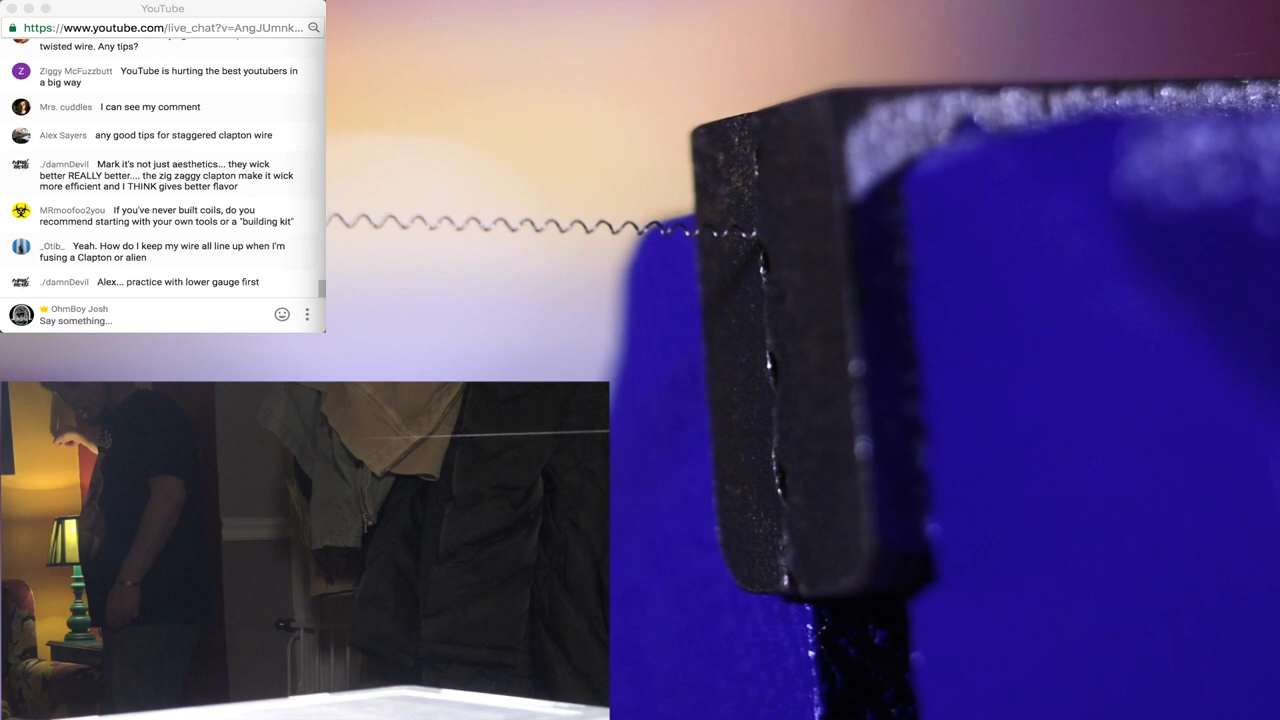 YouTube
https://www.youtube.com/live_chat?v=AngJUmnk...
twisted wire. Any tips?
Z
Ziggy McFuzzbutt YouTube is hurting the best youtubers in
a big way
Mrs. cuddles I can see my comment
Alex Sayers any good tips for staggered clapton wire
./damnDevil Mark it's not just aesthetics... they wick
better REALLY better.... the zig zaggy clapton make it wick
more efficient and I THINK gives better flavor
MRmoofoo2you If you've never built coils, do you
recommend starting with your own tools or a "building kit"
_Otib_ Yeah. How do I keep my wire all line up when I'm
fusing a Clapton or alien
./damnDevil Alex... practice with lower gauge first
OhmBoy Josh
Say something...